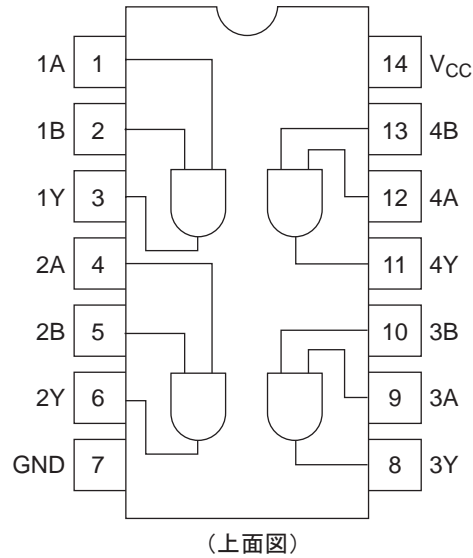 1A 1 14 VCC
1B 2 13 4B
1Y 3 12 4A
2A 4 11 4Y
2B 5 10 3B
2Y 6 9 3A
GND 7 8 3Y
(上面図)